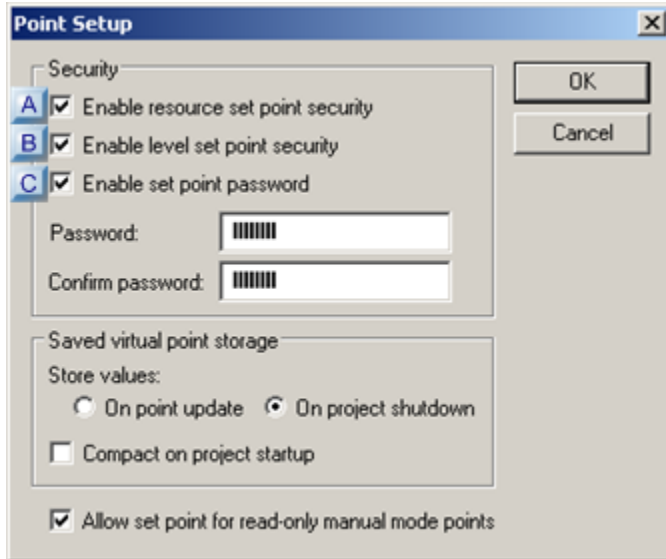 Point Setup
Security
A Enable resource set point security
B Enable level set point security
C Enable set point password
Password:
Confirm password:
OK
Cancel
Saved virtual point storage
Store values:
On point update On project shutdown
Compact on project startup
Allow set point for read-only manual mode points